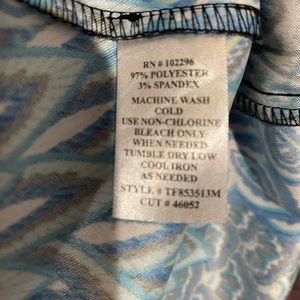 RN # 102296
97% POLYESTER
3% SPANDEX
MACHINE WASH
COLD
USE NON-CHLORINE
BLEACH ONLY
WHEN NEEDED
TUMBLE DRY LOW
COOL IRON
AS NEEDED
STYLE # TF853513M
CUT # 46052